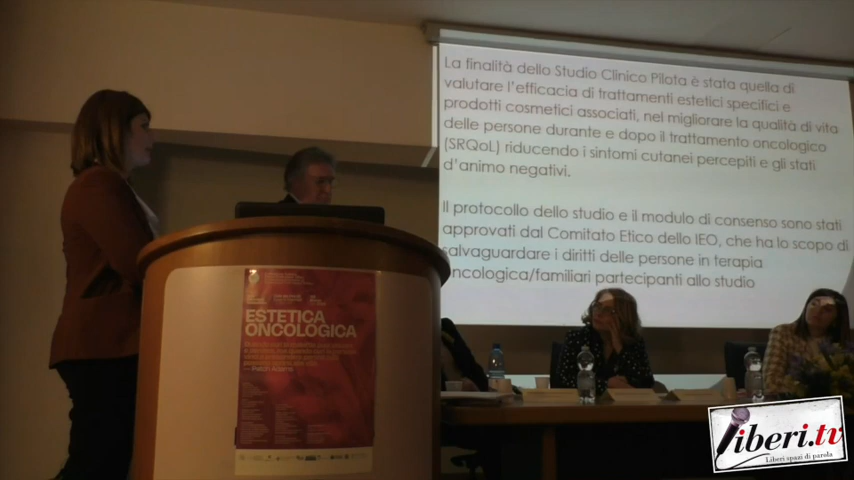 La finalità dello Studio Clinico Pilota è stata quella di
valutare l'efficacia di trattamenti estetici specifici e
prodotti cosmetici associati, nel migliorare la qualità di vita
delle persone durante e dopo il trattamento oncologico
(SRQoL) riducendo i sintomi cutanei percepiti e gli stati
d'animo negativi.
Il protocollo dello studio e il modulo di consenso sono stati
approvati dal Comitato Etico dello IEO, che ha lo scopo di
salvaguardare i diritti delle persone in terapia
oncologica/familiari partecipanti allo studio
ESTETICA
ONCOLOGICA
liberi.tv
Liberi spazi di parola